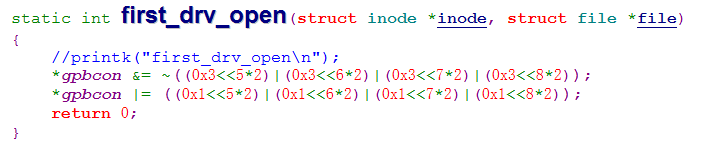 static int first_drv_open(struct inode *inode, struct file *file)
{
    //printk("first_drv_open\n");
    *gpbcon &= ~((0x3<<5*2)|(0x3<<6*2)|(0x3<<7*2)|(0x3<<8*2));
    *gpbcon |= ((0x1<<5*2)|(0x1<<6*2)|(0x1<<7*2)|(0x1<<8*2));
    return 0;
}